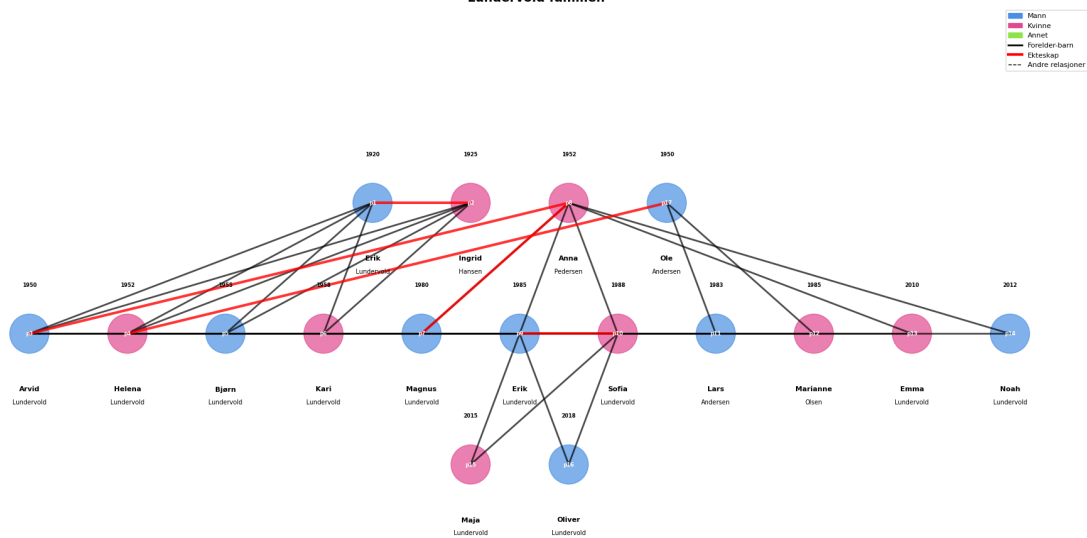 Lundervold familien
Mann
Kvinne
Annet
Forelder-barn
Ekteskap
Andre relasjoner
1920 1925 1952 1950
p1 p2 p8 p17
Erik Ingrid Anna Ole
Lundervold Hansen Pedersen Andersen
1950 1952 1955 1958 1980 1985 1988 1983 1985 2010 2012
Arvid Helena Bjørn Kari Magnus Erik Sofia Lars Marianne Emma Noah
Lundervold Lundervold Lundervold Lundervold Lundervold Lundervold Lundervold Andersen Olsen Lundervold Lundervold
2015 2018
p15 p16
Maja Oliver
Lundervold Lundervold